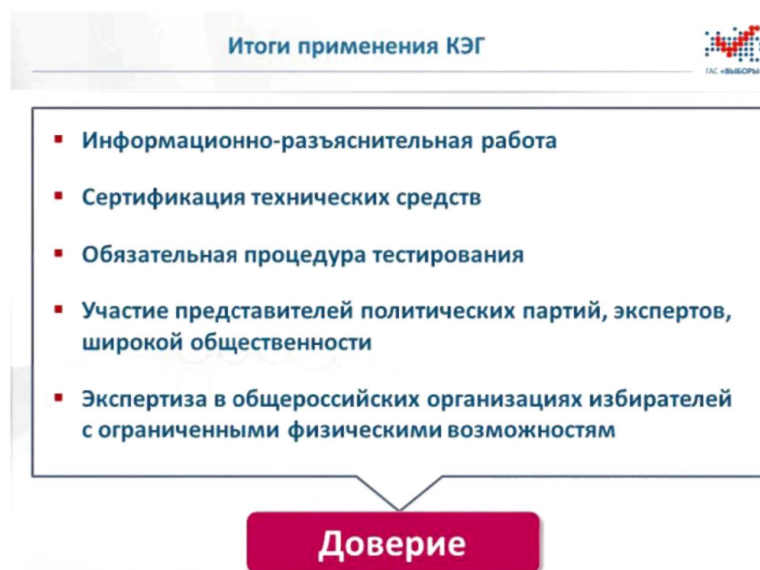 Итоги применения КЭГ
ГАС «ВЫБОРЫ»
Информационно-разъяснительная работа
Сертификация технических средств
Обязательная процедура тестирования
Участие представителей политических партий, экспертов,
широкой общественности
Экспертиза в общероссийских организациях избирателей
с ограниченными физическими возможностям
Доверие